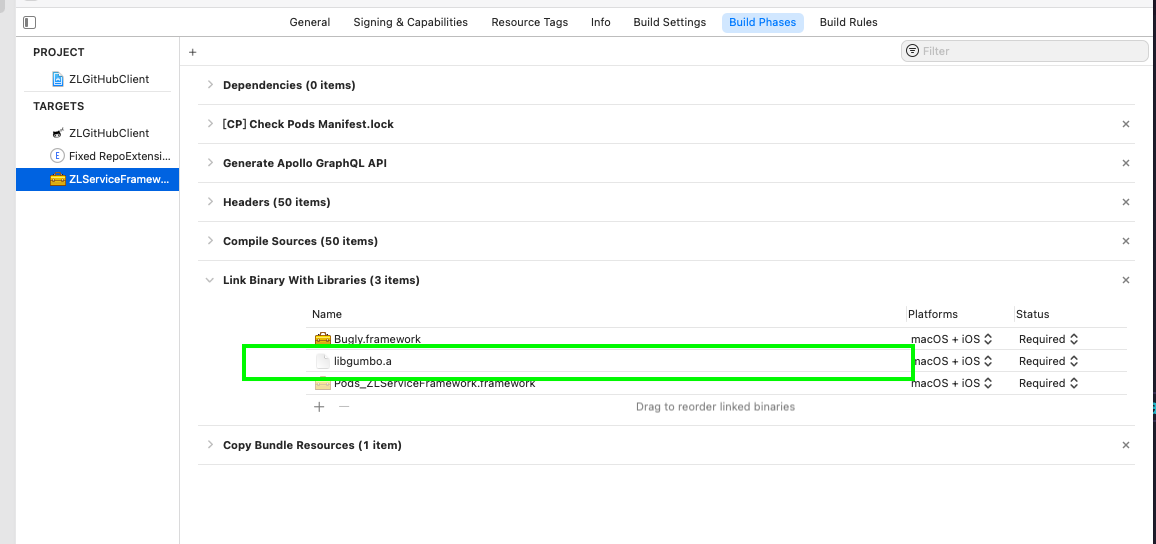 General Signing & Capabilities Resource Tags Info Build Settings Build Phases Build Rules
PROJECT
ZLGitHubClient
TARGETS
ZLGitHubClient
E Fixed RepoExtensi...
ZLServiceFramew...
+ Filter
Dependencies (0 items)
[CP] Check Pods Manifest.lock ×
Generate Apollo GraphQL API ×
Headers (50 items) ×
Compile Sources (50 items) ×
Link Binary With Libraries (3 items) ×
Name Platforms Status
Bugly.framework macOS + iOS Required
libgumbo.a macOS + iOS Required
Pods_ZLServiceFramework.framework macOS + iOS Required
+ − Drag to reorder linked binaries
Copy Bundle Resources (1 item) ×